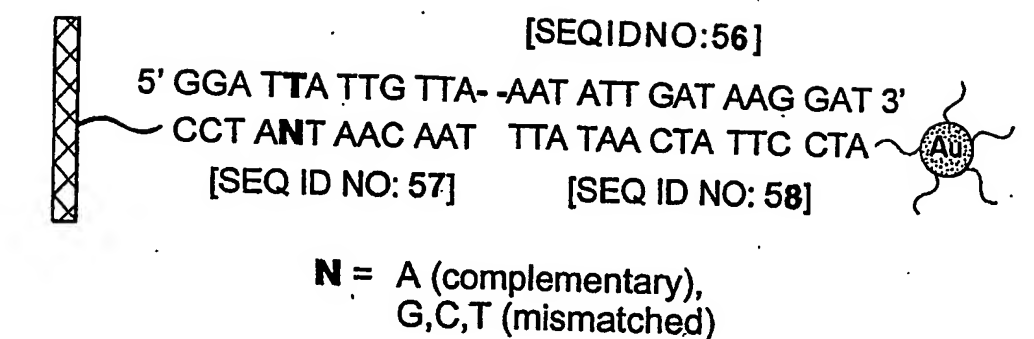 [SEQIDNO:56]
5' GGA TTA TTG TTA- -AAT ATT GAT AAG GAT 3'
CCT ANT AAC AAT TTA TAA CTA TTC CTA
Au
[SEQ ID NO: 57] [SEQ ID NO: 58]
N = A (complementary),
G,C,T (mismatched)